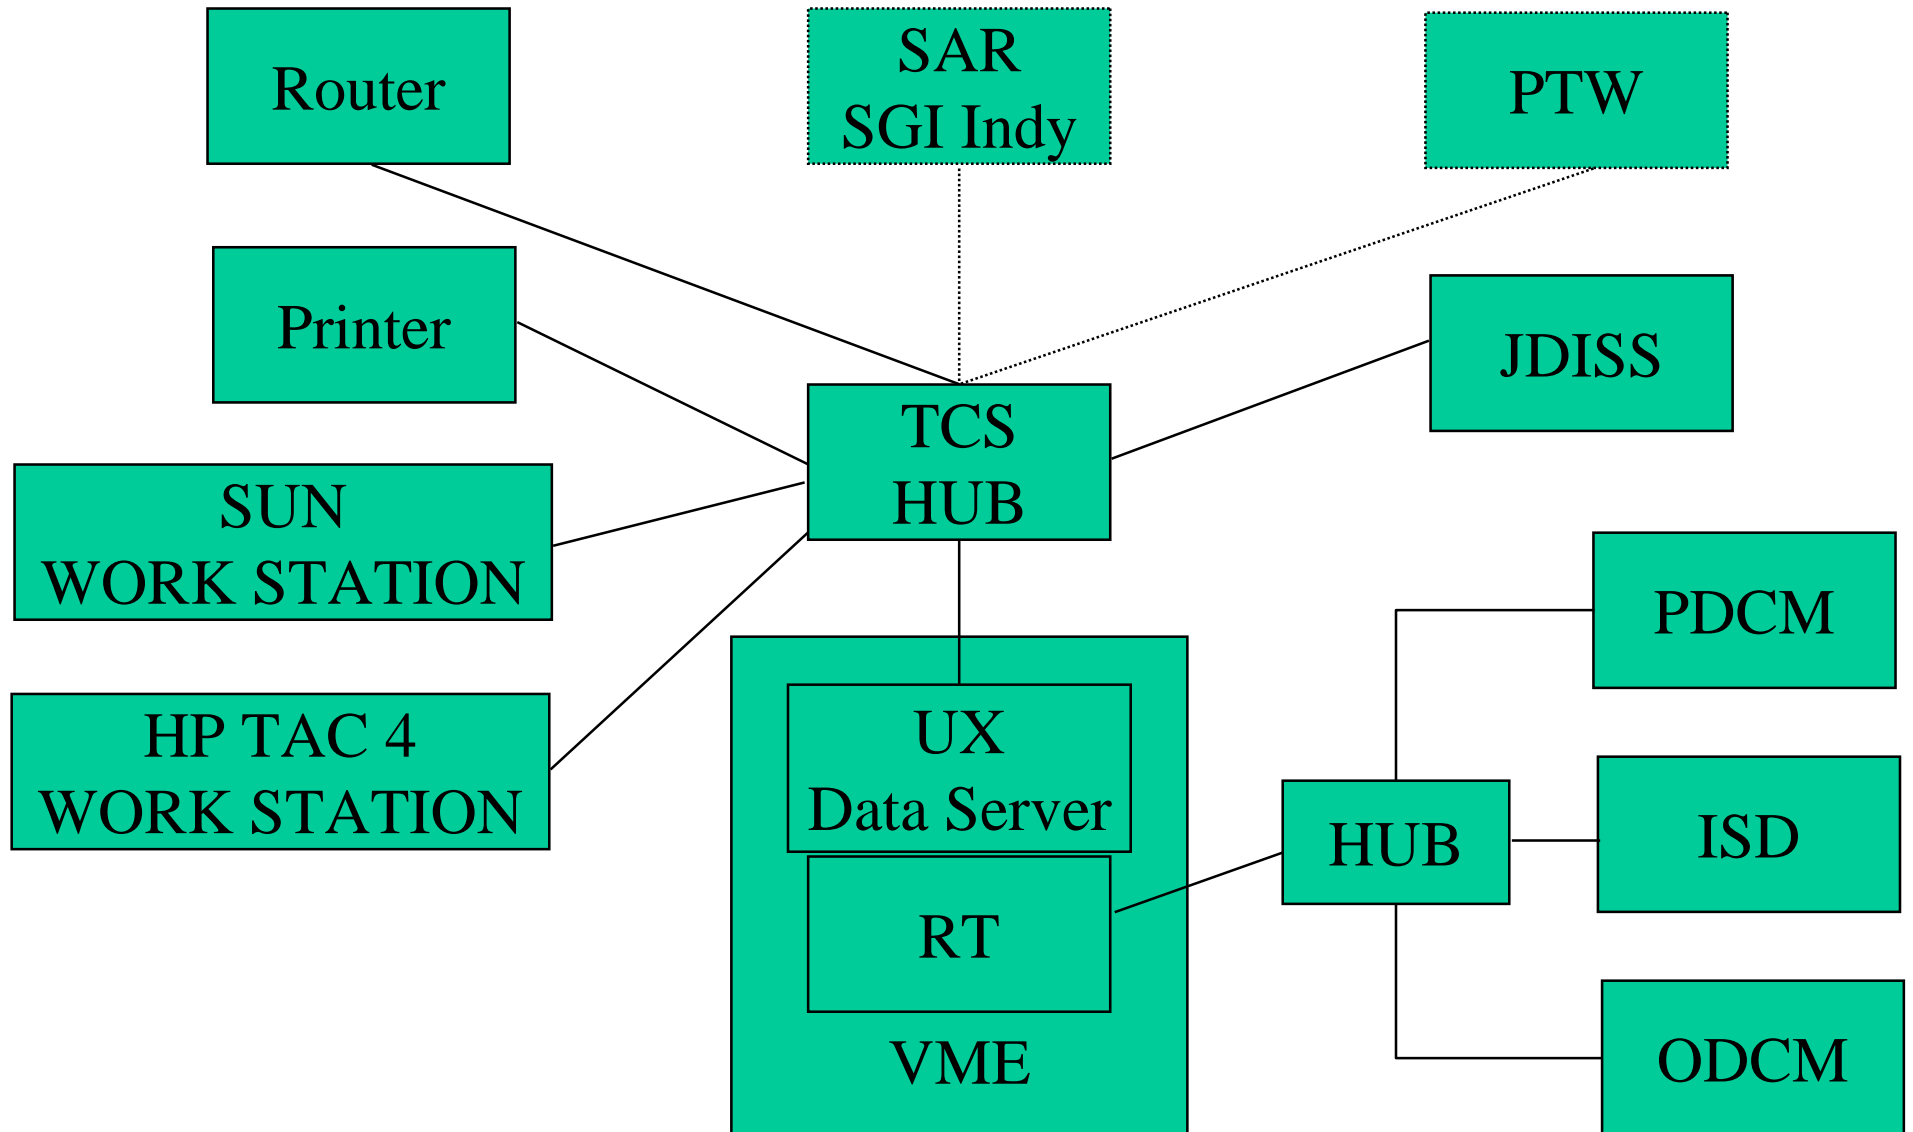 Router
SAR
SGI Indy
PTW
Printer
JDISS
TCS
HUB
SUN
WORK STATION
HP TAC 4
WORK STATION
UX
Data Server
RT
VME
HUB
PDCM
ISD
ODCM